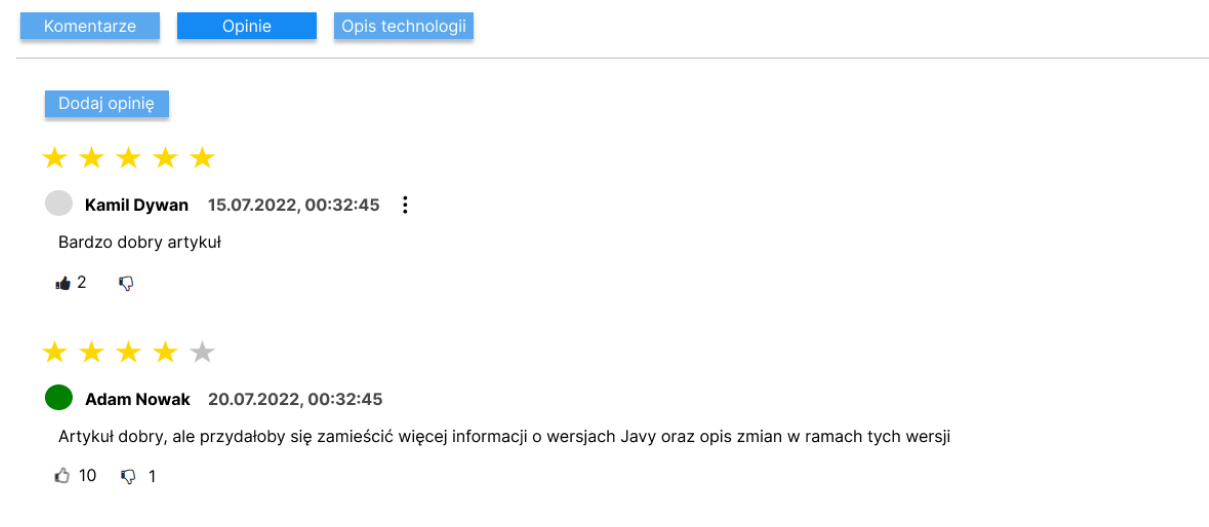 Komentarze Opinie Opis technologii
Dodaj opinię
Kamil Dywan 15.07.2022, 00:32:45
Bardzo dobry artykuł
2
Adam Nowak 20.07.2022, 00:32:45
Artykuł dobry, ale przydałoby się zamieścić więcej informacji o wersjach Javy oraz opis zmian w ramach tych wersji
10 1